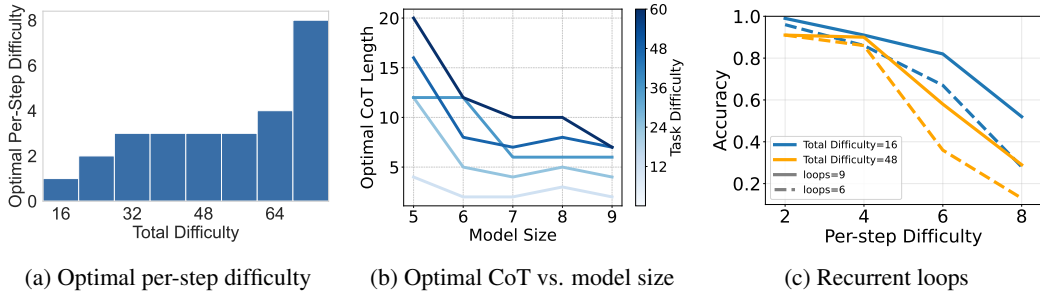 Optimal Per-Step Difficulty
8
6
4
2
0
16 32 48 64
Total Difficulty
(a) Optimal per-step difficulty
Optimal CoT Length
20
15
10
5
5 6 7 8 9
Model Size
60
48
36
24
12
Task Difficulty
(b) Optimal CoT vs. model size
Accuracy
1.0
0.8
0.6
0.4
0.2
Total Difficulty=16
Total Difficulty=48
loops=9
loops=6
2 4 6 8
Per-step Difficulty
(c) Recurrent loops